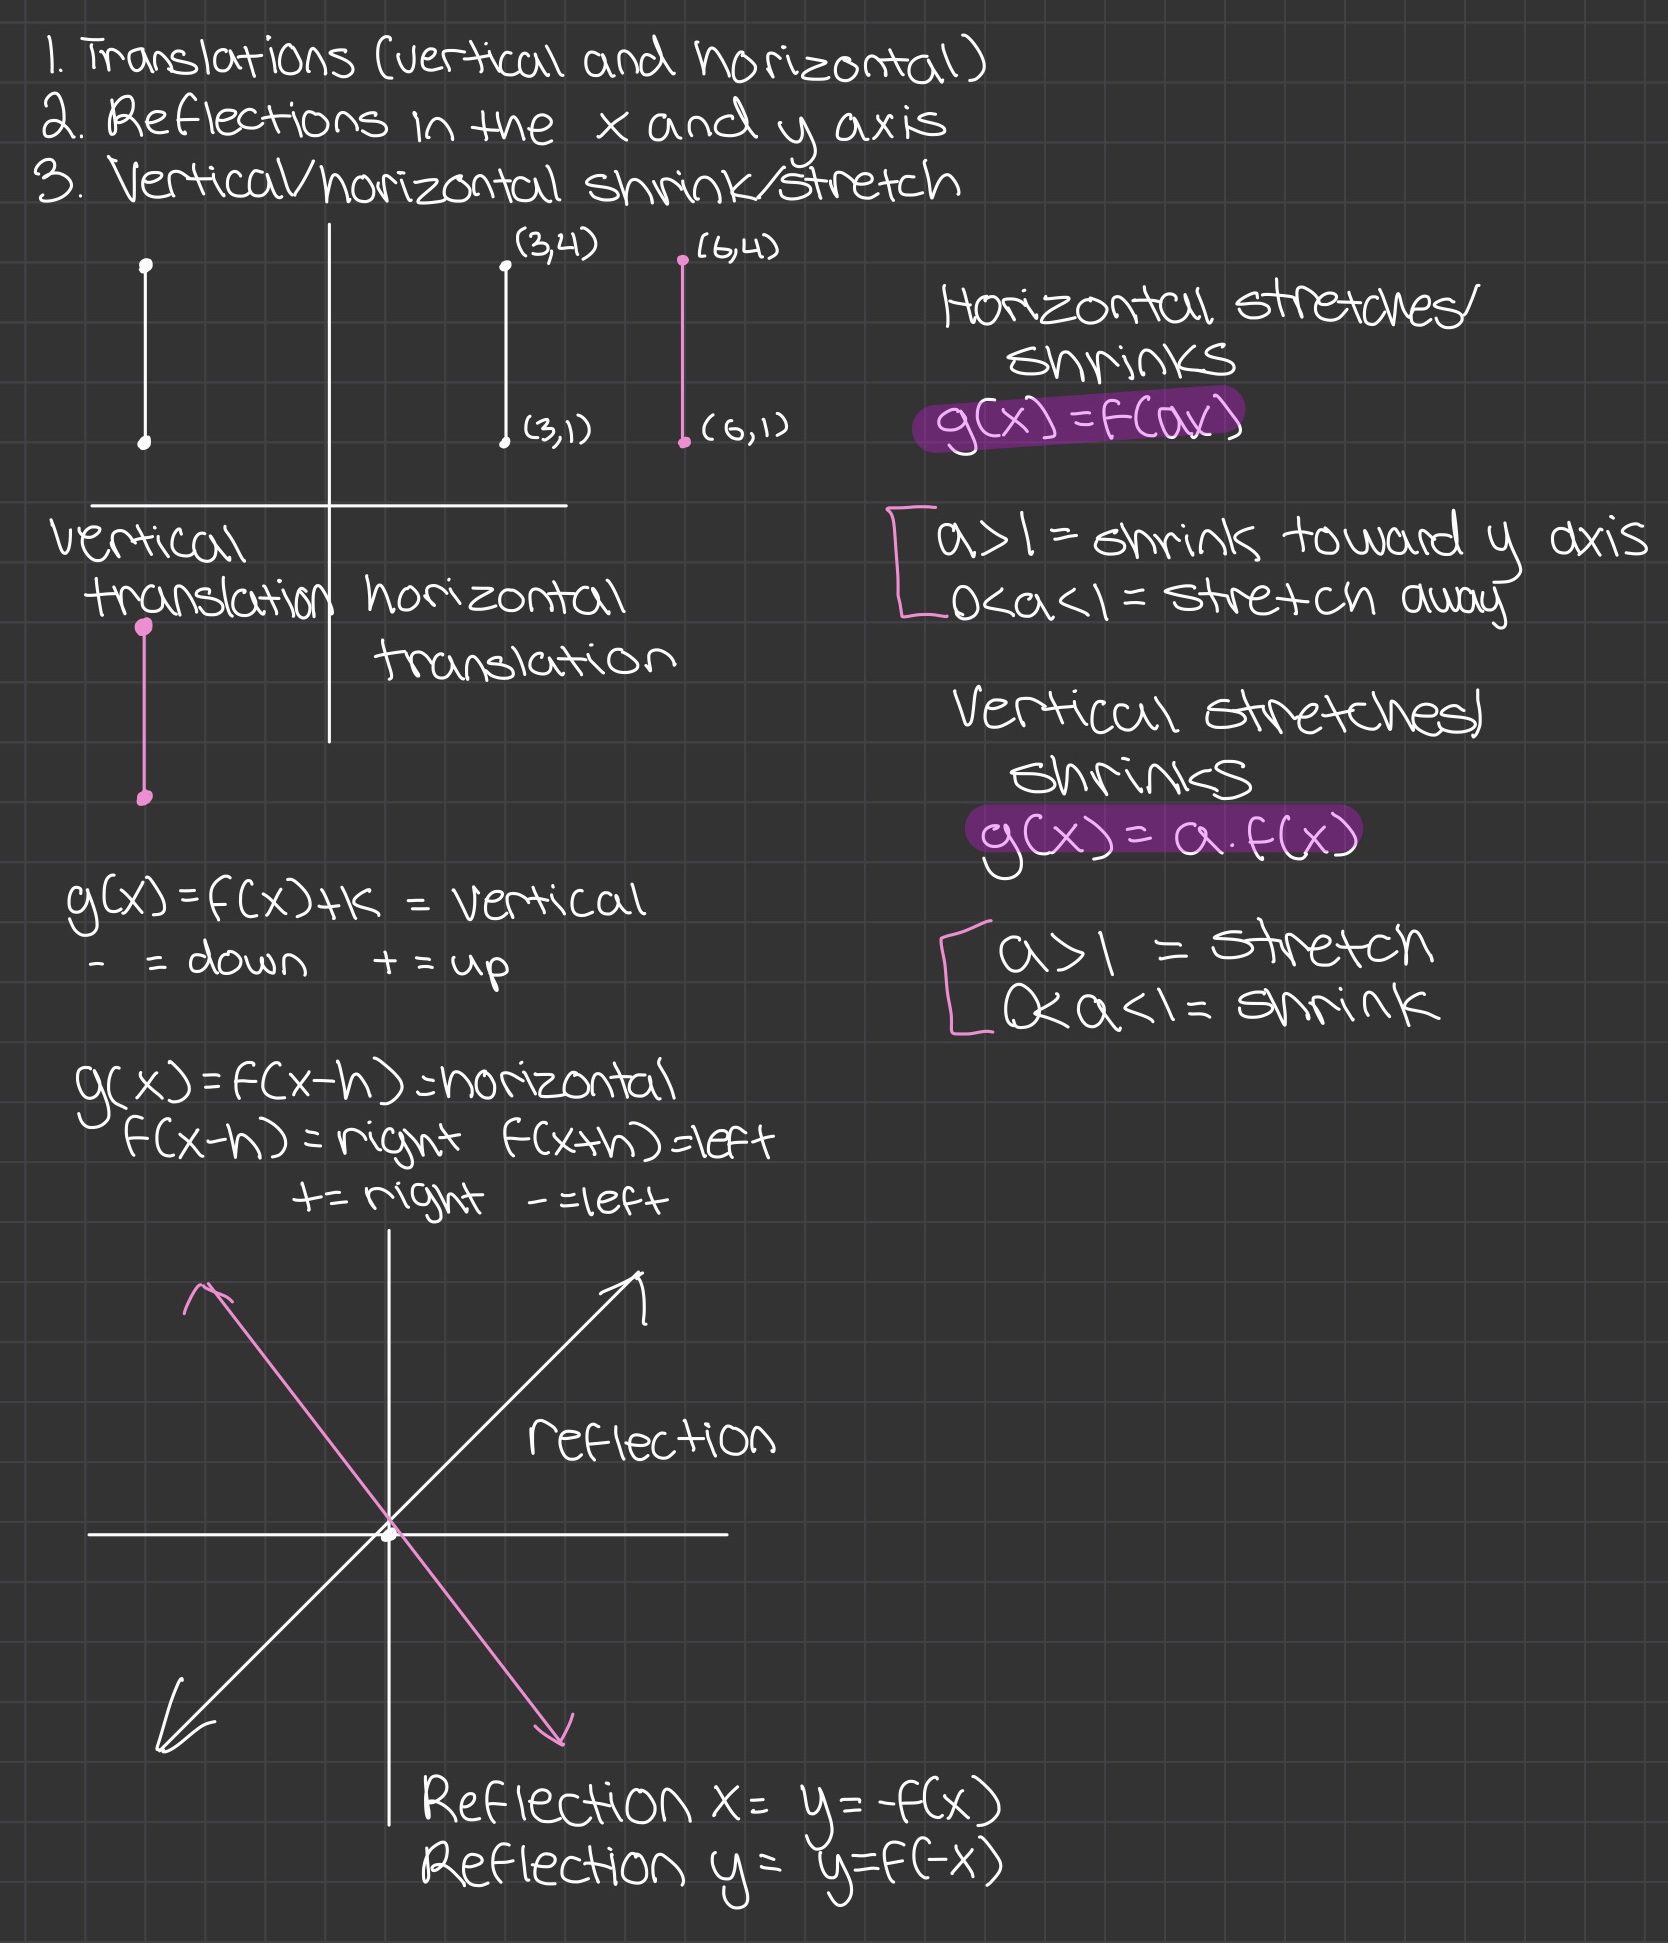 1. Translations (vertical and horizontal)
2. Reflections in the x and y axis
3. Vertical/horizontal shrink/stretch
(3,4)
(6,4)
(3,1)
(6,1)
vertical
translation
horizontal
translation
g(x)=f(x)+k = vertical
- = down + = up
g(x)=f(x-h)=horizontal
f(x-h)=right f(x+h)=left
+= right -=left
reflection
Reflection x= y=-f(x)
Reflection y= y=f(-x)
Horizontal stretches/
shrinks
g(x)=f(ax)
a>1= shrink toward y axis
0<a<1= stretch away
Vertical stretches/
shrinks
g(x)= a.f(x)
a>1 = stretch
0<a<1= shrink